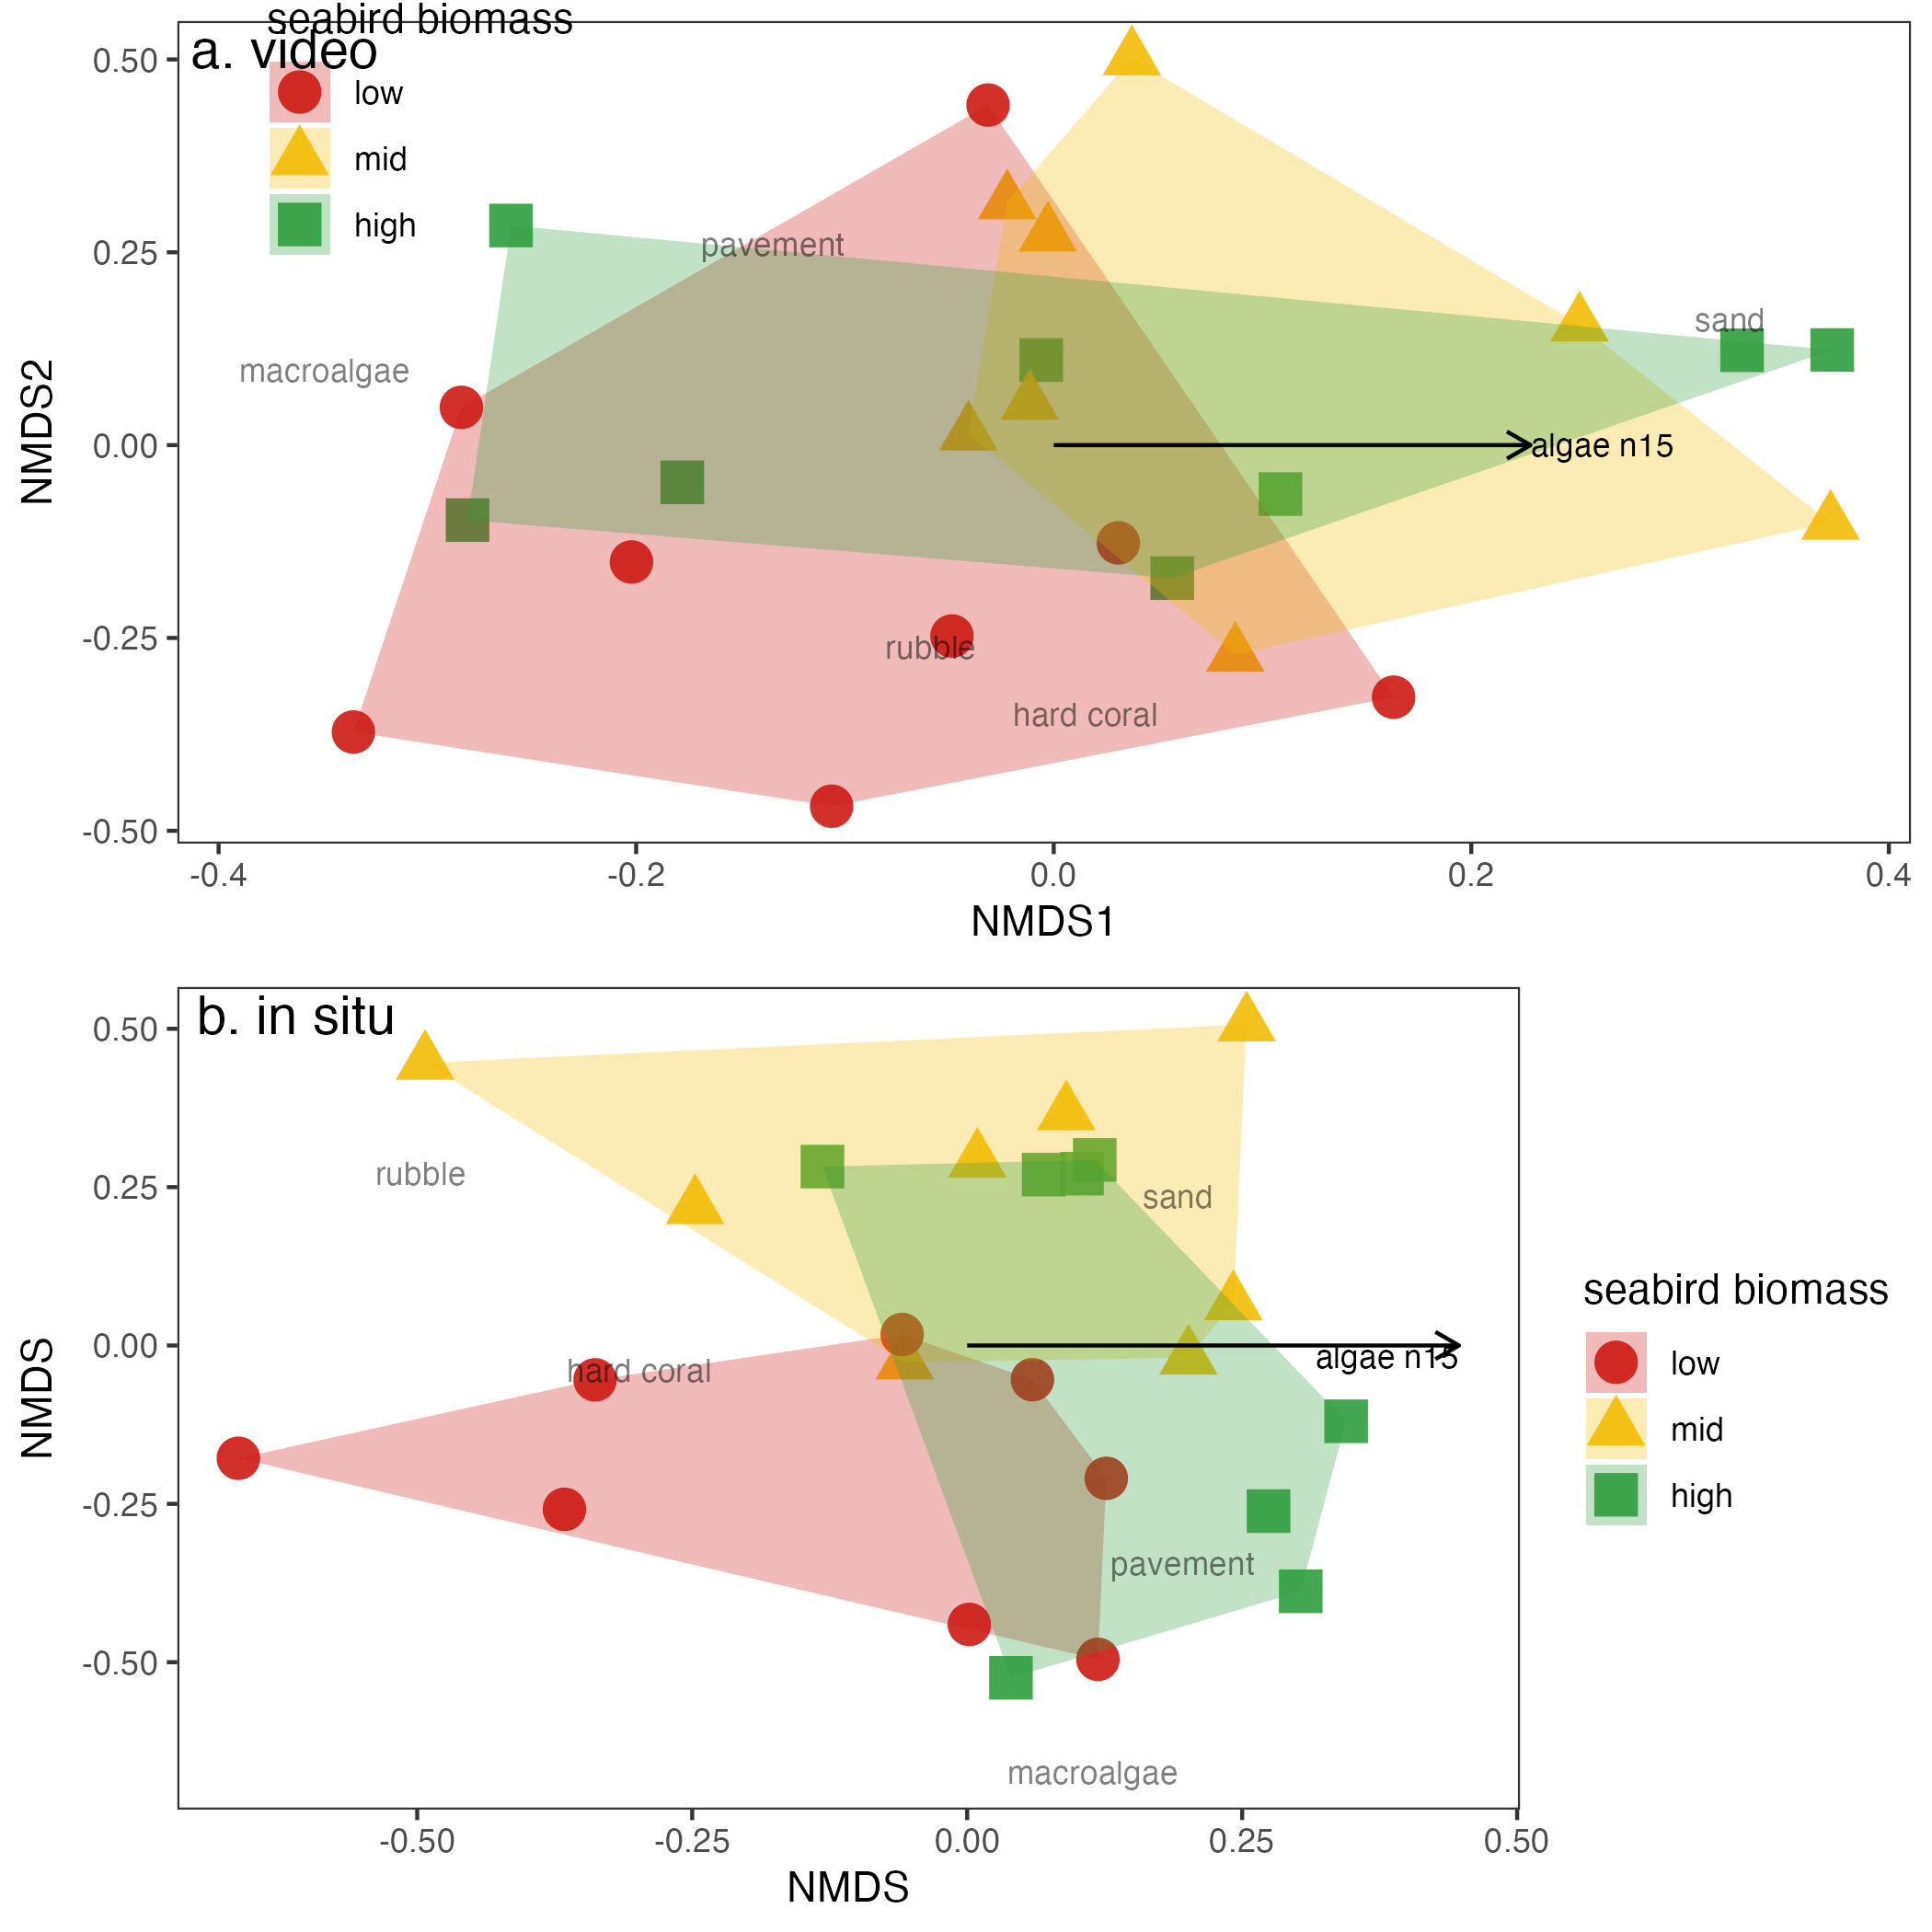 seabird biomass
a. video
low
mid
high
0.50
0.25
0.00
-0.25
-0.50
NMDS2
pavement
macroalgae
sand
algae n15
rubble
hard coral
-0.4
-0.2
0.0
0.2
0.4
NMDS1
b. in situ
0.50
0.25
0.00
-0.25
-0.50
NMDS
rubble
sand
hard coral
algae n15
pavement
macroalgae
-0.50
-0.25
0.00
0.25
0.50
NMDS
seabird biomass
low
mid
high